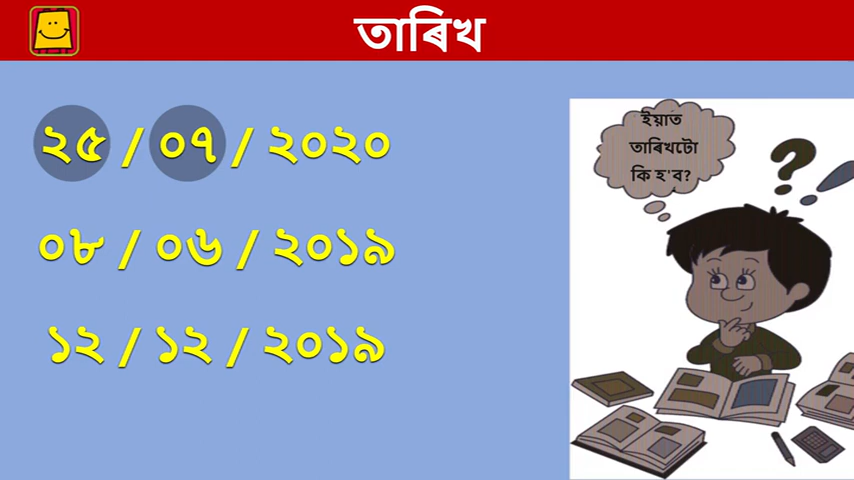 তাৰিখ
২৫ / ০৭ / ২০২০
০৮ / ০৬ / ২০১৯
১২ / ১২ / ২০১৯
ইয়াত
তাৰিখটো
কি হ'ব?